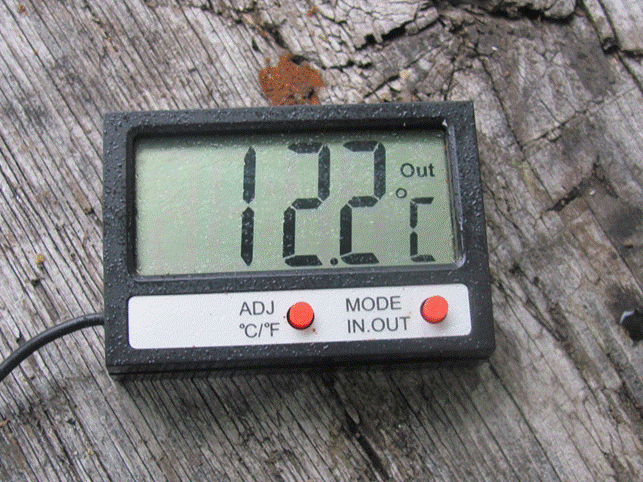 Out
12.2°C
ADJ
°C/°F
MODE
IN.OUT